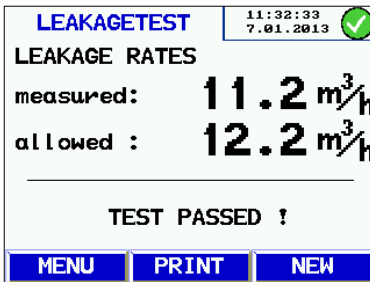 LEAKAGETEST
11:32:33
7.01.2013
LEAKAGE RATES
measured: 11.2 m³/h
allowed : 12.2 m³/h
TEST PASSED !
MENU PRINT NEW